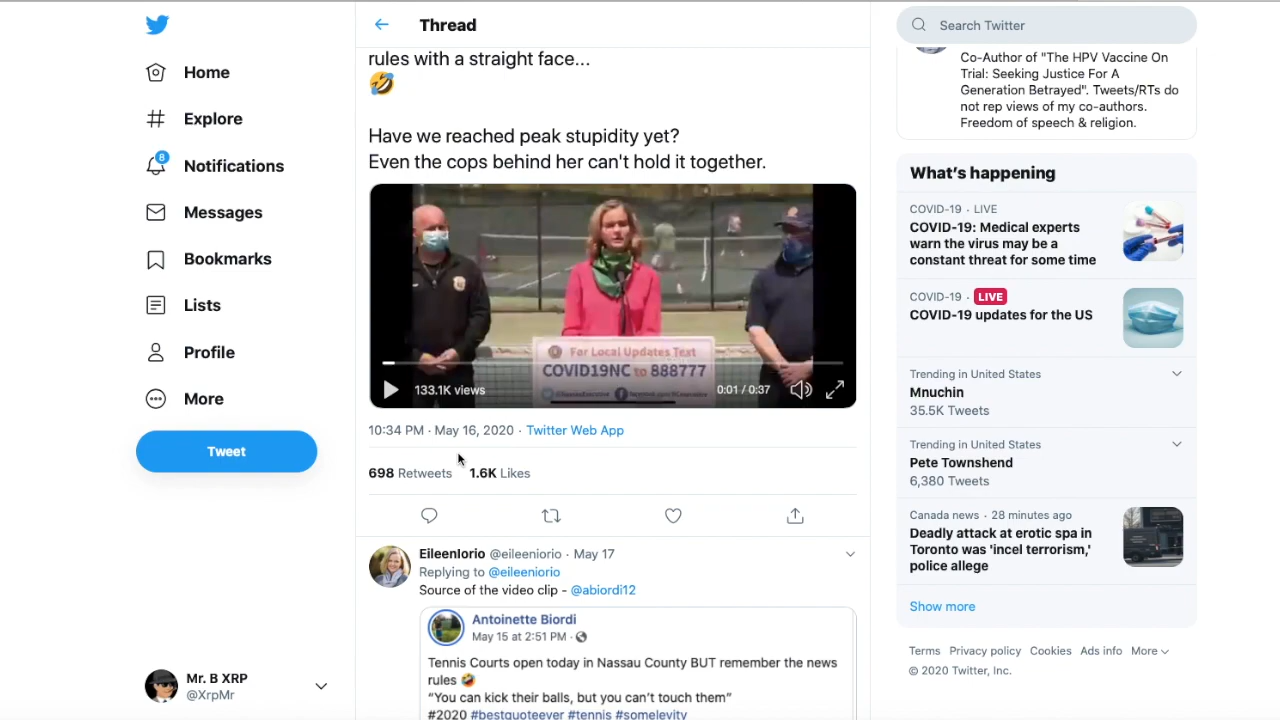 Home
Explore
8
Notifications
Messages
Bookmarks
Lists
Profile
More
Tweet
Mr. B XRP
@XrpMr
Thread
rules with a straight face...
Have we reached peak stupidity yet?
Even the cops behind her can't hold it together.
For Local Updates Text
COVID19NC to 888777
133.1K views
0:01 / 0:37
10:34 PM · May 16, 2020 · Twitter Web App
698 Retweets 1.6K Likes
EileenIorio @eileeniorio · May 17
Replying to @eileeniorio
Source of the video clip - @abiordi12
Antoinette Biordi
May 15 at 2:51 PM ·
Tennis Courts open today in Nassau County BUT remember the news
rules
“You can kick their balls, but you can't touch them”
#2020 #bestquoteever #tennis #somelevity
Search Twitter
Co-Author of "The HPV Vaccine On
Trial: Seeking Justice For A
Generation Betrayed". Tweets/RTs do
not rep views of my co-authors.
Freedom of speech & religion.
What's happening
COVID-19 · LIVE
COVID-19: Medical experts
warn the virus may be a
constant threat for some time
COVID-19 · LIVE
COVID-19 updates for the US
Trending in United States
Mnuchin
35.5K Tweets
Trending in United States
Pete Townshend
6,380 Tweets
Canada news · 28 minutes ago
Deadly attack at erotic spa in
Toronto was 'incel terrorism,'
police allege
Show more
Terms Privacy policy Cookies Ads info More
© 2020 Twitter, Inc.